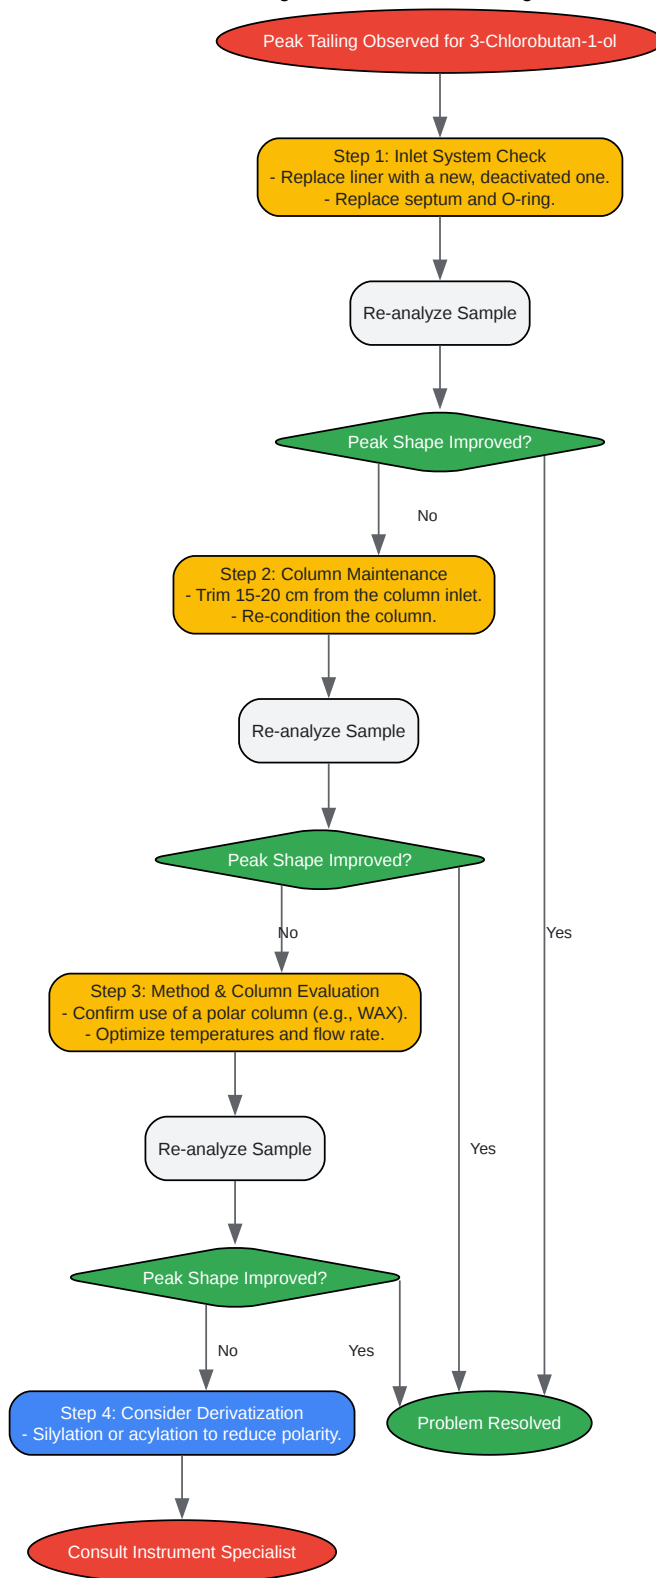 Peak Tailing Observed for 3-Chlorobutan-1-ol
Step 1: Inlet System Check
- Replace liner with a new, deactivated one.
- Replace septum and O-ring.
Re-analyze Sample
Peak Shape Improved?
No
Step 2: Column Maintenance
- Trim 15-20 cm from the column inlet.
- Re-condition the column.
Re-analyze Sample
Peak Shape Improved?
No
Yes
Step 3: Method & Column Evaluation
- Confirm use of a polar column (e.g., WAX).
- Optimize temperatures and flow rate.
Re-analyze Sample
Yes
Peak Shape Improved?
No
Yes
Step 4: Consider Derivatization
- Silylation or acylation to reduce polarity.
Problem Resolved
Consult Instrument Specialist